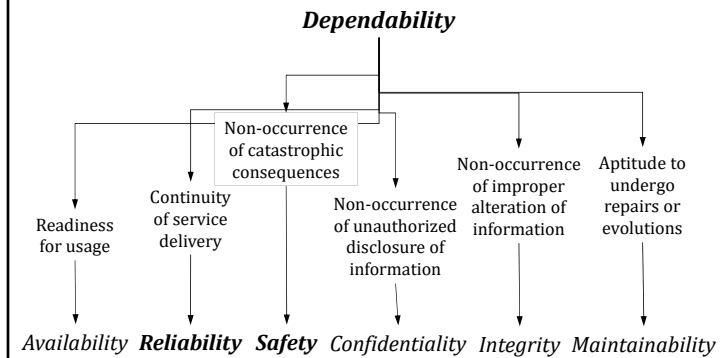 Dependability
Non-occurrence
of catastrophic
consequences
Readiness
for usage
Continuity
of service
delivery
Non-occurrence
of unauthorized
disclosure of
information
Non-occurrence
of improper
alteration of
information
Aptitude to
undergo
repairs or
evolutions
Availability Reliability Safety Confidentiality Integrity Maintainability